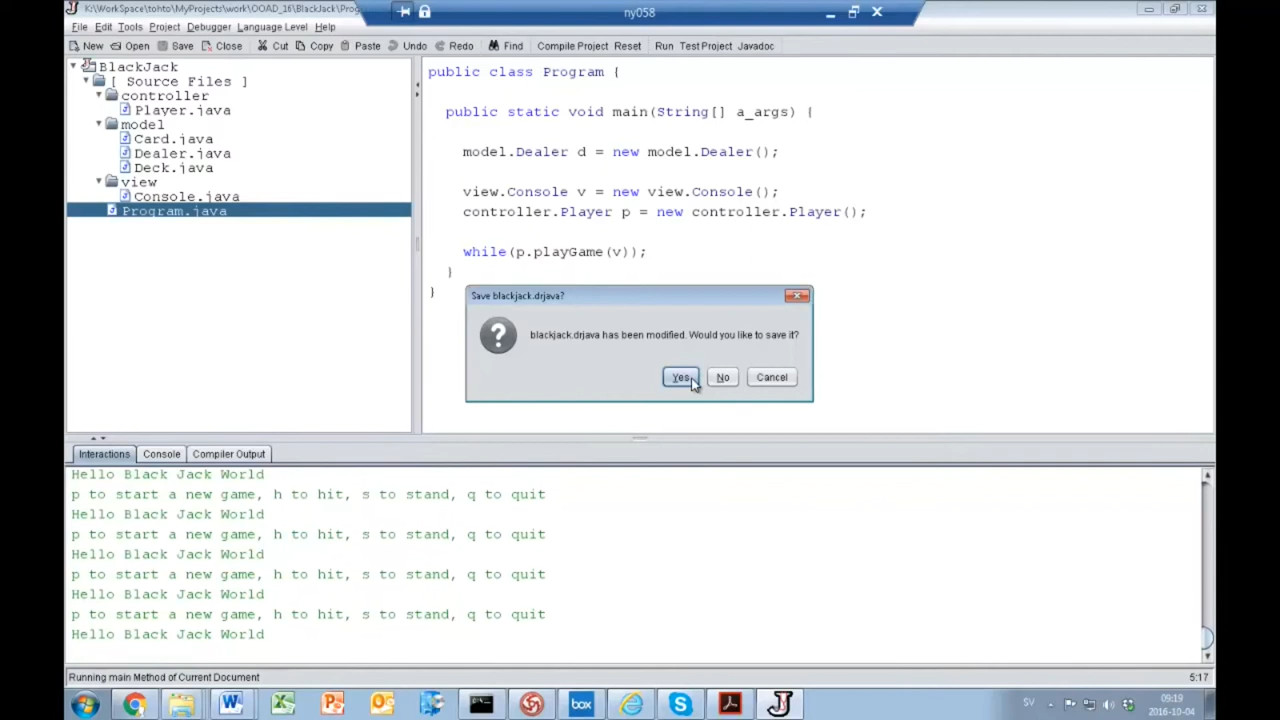 K:\WorkSpace\tohto\MyProjects\work\OOAD_16\BlackJack\Prog
ny058
File Edit Tools Project Debugger Language Level Help
New Open Save Close Cut Copy Paste Undo Redo Find Compile Project Reset Run Test Project Javadoc
BlackJack
[ Source Files ]
controller
Player.java
model
Card.java
Dealer.java
Deck.java
view
Console.java
Program.java
public class Program {
public static void main(String[] a_args) {
model.Dealer d = new model.Dealer();
view.Console v = new view.Console();
controller.Player p = new controller.Player();
while(p.playGame(v));
}
}
Save blackjack.drjava?
?
blackjack.drjava has been modified. Would you like to save it?
Yes No Cancel
Interactions Console Compiler Output
Hello Black Jack World
p to start a new game, h to hit, s to stand, q to quit
Hello Black Jack World
p to start a new game, h to hit, s to stand, q to quit
Hello Black Jack World
p to start a new game, h to hit, s to stand, q to quit
Hello Black Jack World
p to start a new game, h to hit, s to stand, q to quit
Hello Black Jack World
Running main Method of Current Document 5:17
box
SV
09:19
2016-10-04